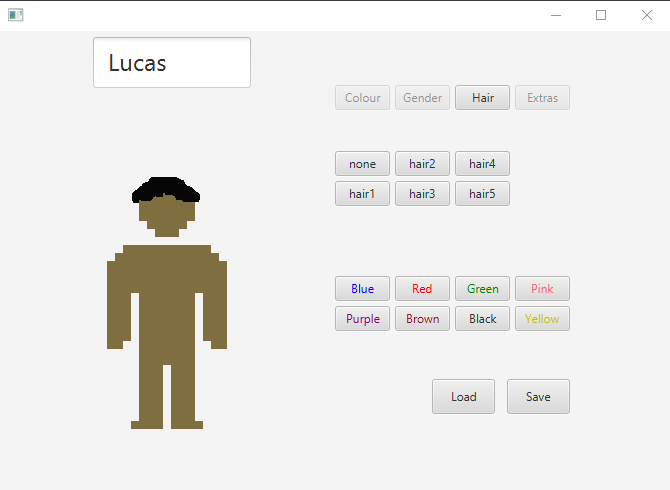 Lucas
Colour Gender Hair Extras
none hair2 hair4
hair1 hair3 hair5
Blue Red Green Pink
Purple Brown Black Yellow
Load Save